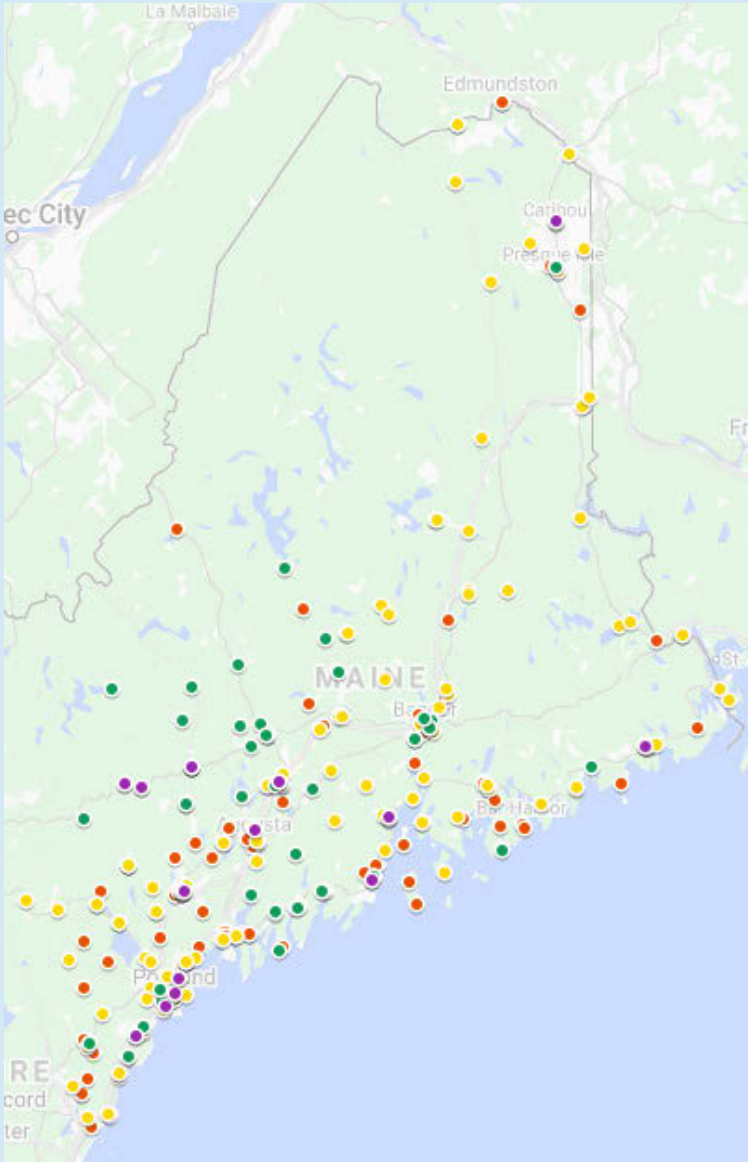 La Malbaie
Edmundston
ec City
Caribou
Presque Isle
Fr
MAINE
St.
Bangor
Bar Harbor
Augusta
Portland
RE
cord
ter